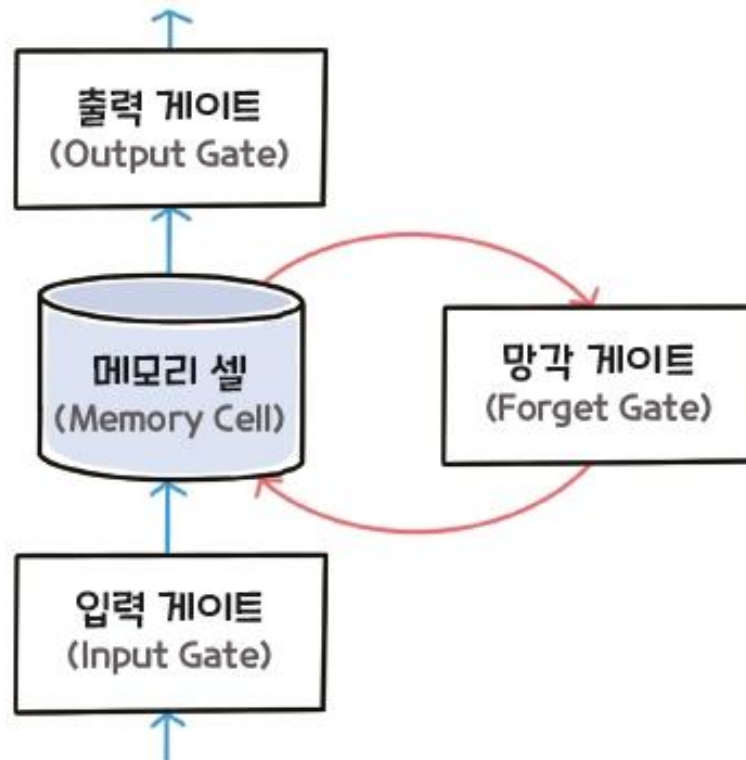 출력 게이트
(Output Gate)
메모리 셀
(Memory Cell)
망각 게이트
(Forget Gate)
입력 게이트
(Input Gate)